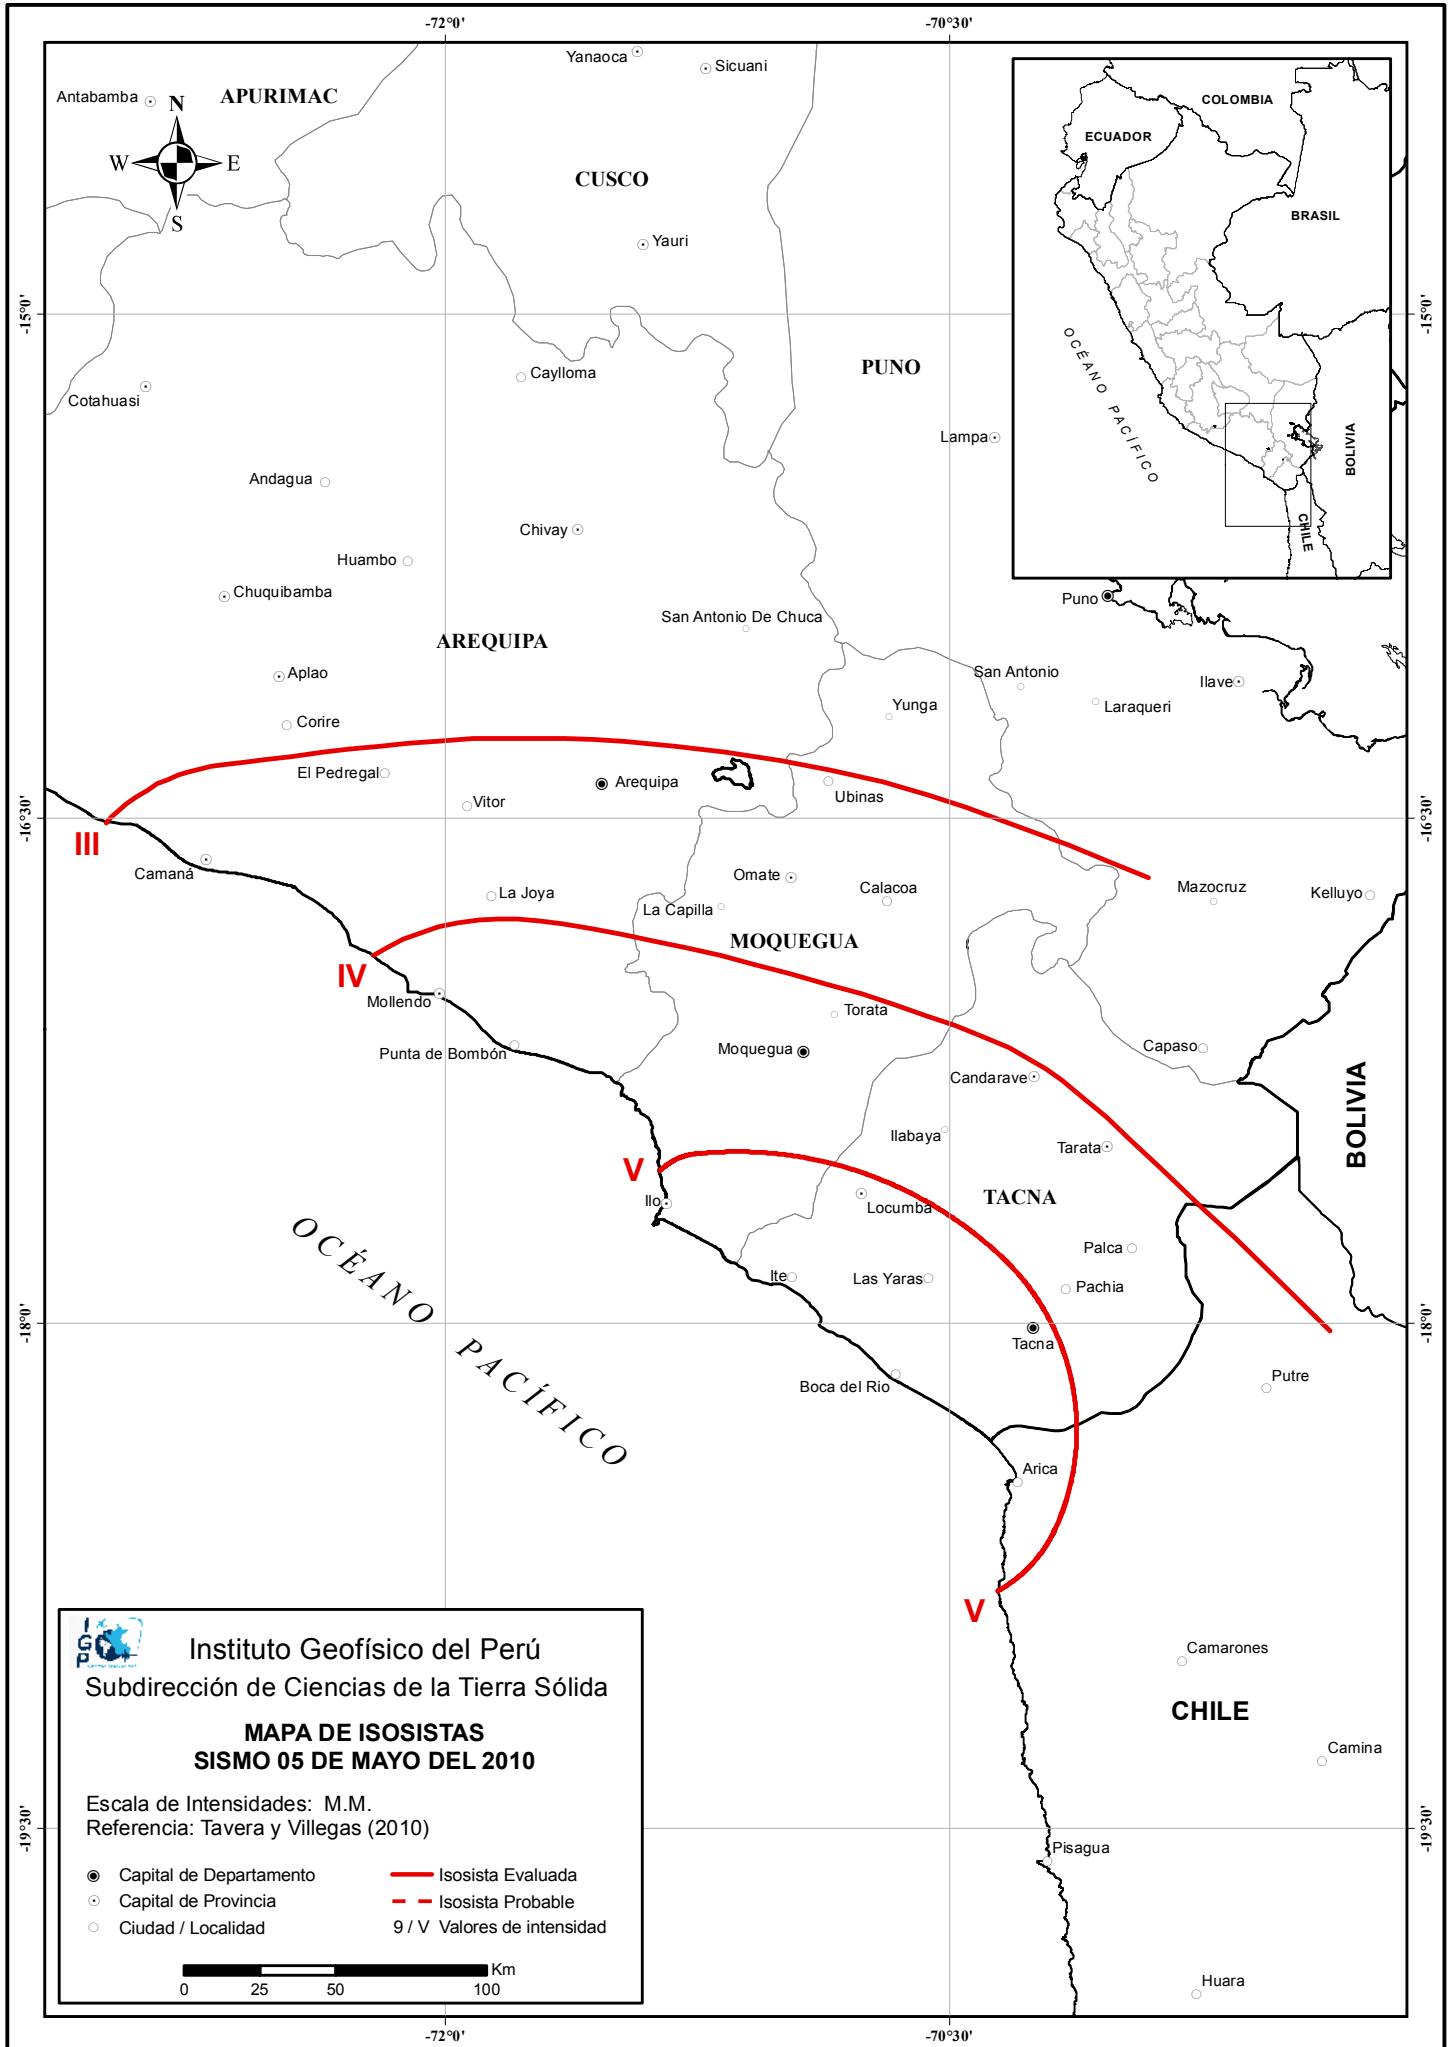 -72°0'
-70°30'
Yanaoca
Sicuani
Antabamba
APURIMAC
N
W
E
S
CUSCO
Yauri
COLOMBIA
ECUADOR
BRASIL
OCÉANO PACÍFICO
BOLIVIA
CHILE
-15°0'
-15°0'
Caylloma
PUNO
Cotahuasi
Lampa
Andagua
Chivay
Huambo
Chuquibamba
Puno
San Antonio De Chuca
AREQUIPA
Aplao
San Antonio
Ilave
Yunga
Laraqueri
Corire
El Pedregal
Arequipa
Ubinas
Vitor
-16°30'
-16°30'
III
Camaná
Omate
Calacoa
Mazocruz
Kelluyo
La Joya
La Capilla
MOQUEGUA
IV
Mollendo
Torata
Punta de Bombón
Moquegua
Capaso
Candarave
BOLIVIA
Ilabaya
Tarata
V
Ilo
Locumba
TACNA
Palca
OCÉANO PACÍFICO
Ite
Las Yaras
Pachia
-18°0'
-18°0'
Tacna
Boca del Rio
Putre
Arica
V
Camarones
CHILE
Camina
-19°30'
-19°30'
Pisagua
Huara
IGP
Instituto Geofísico del Perú
Subdirección de Ciencias de la Tierra Sólida
MAPA DE ISOSISTAS
SISMO 05 DE MAYO DEL 2010
Escala de Intensidades: M.M.
Referencia: Tavera y Villegas (2010)
Capital de Departamento
Isosista Evaluada
Capital de Provincia
Isosista Probable
Ciudad / Localidad
9 / V Valores de intensidad
Km
0 25 50 100
-72°0'
-70°30'